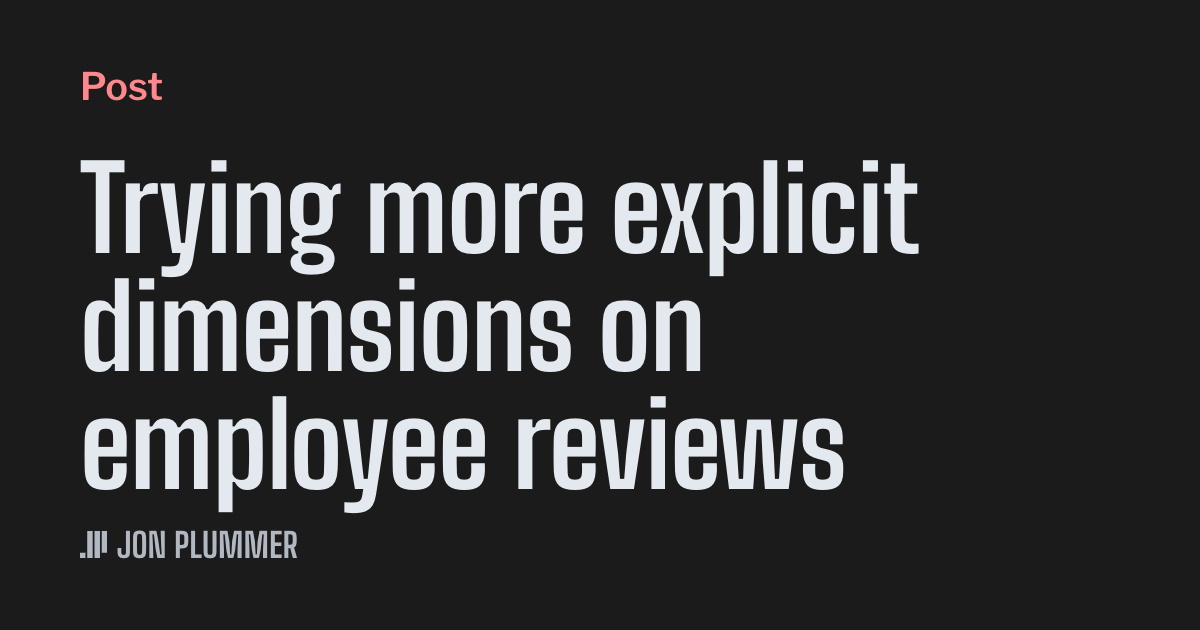 Post
Trying more explicit
dimensions on
employee reviews
JON PLUMMER